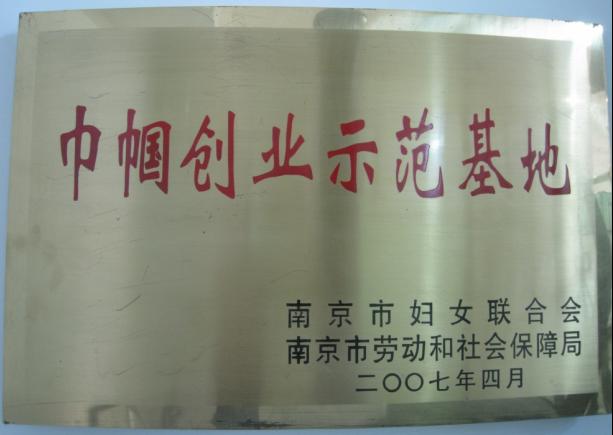 巾帼创业示范基地
南京市妇女联合会
南京市劳动和社会保障局
二〇〇七年四月